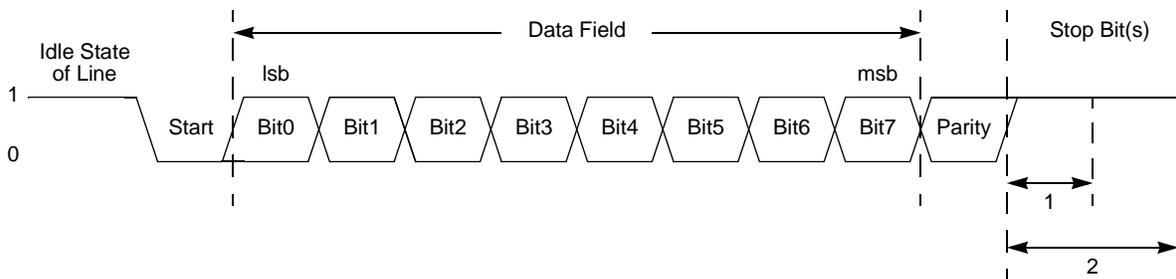 Data Field
Stop Bit(s)
Idle State
of Line
lsb
msb
1
Start
Bit0
Bit1
Bit2
Bit3
Bit4
Bit5
Bit6
Bit7
Parity
0
1
2